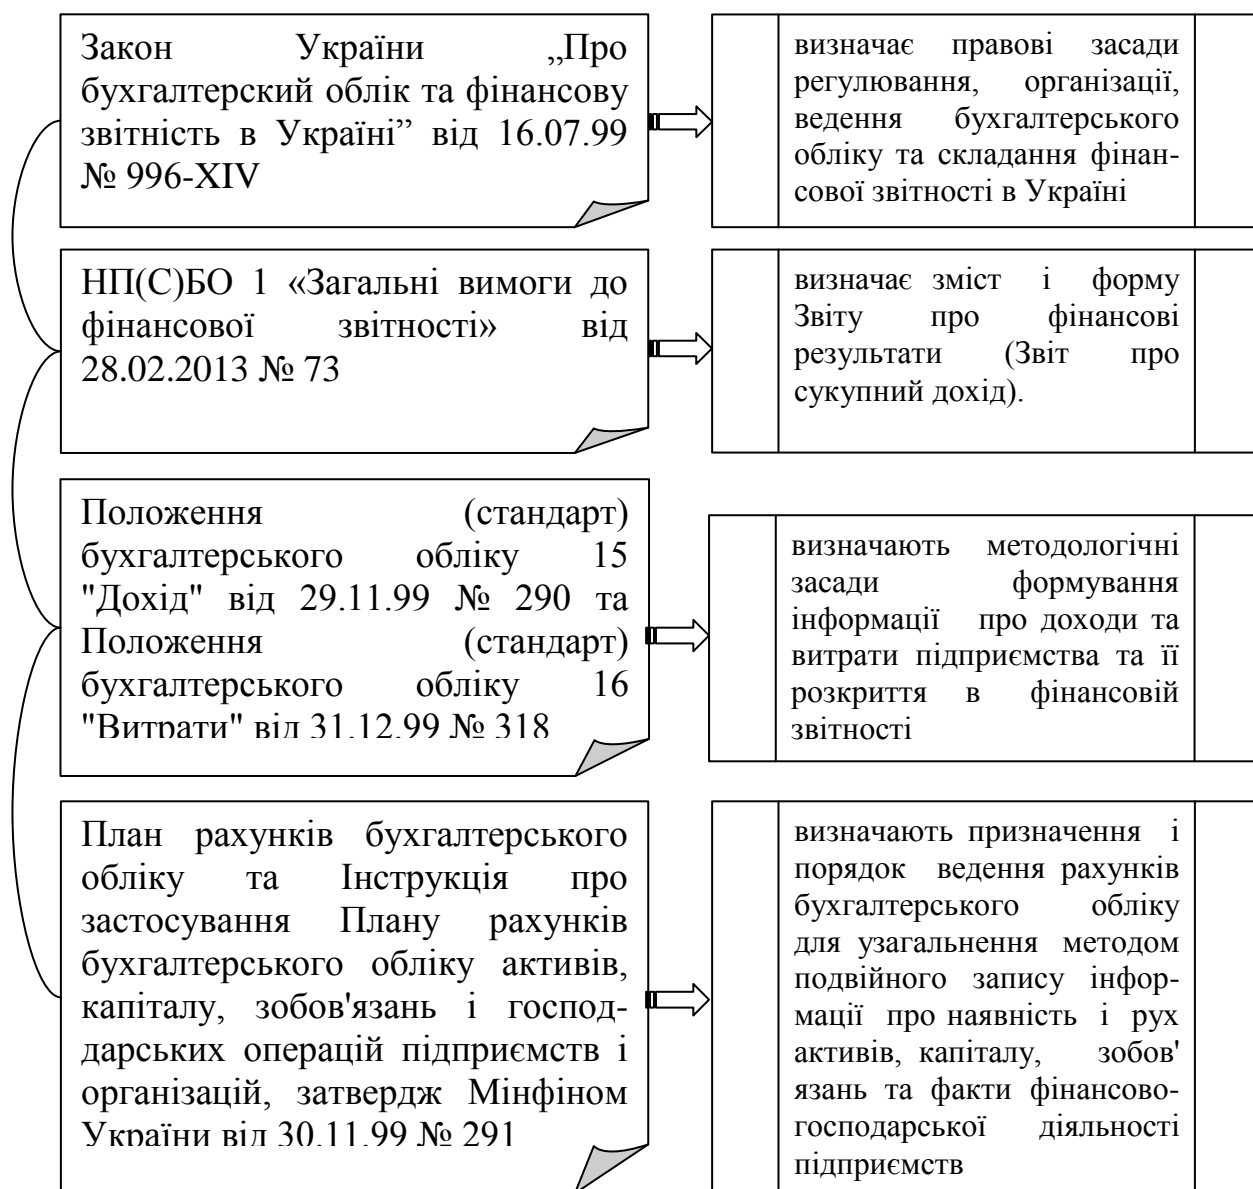 Закон України „Про
бухгалтерский облік та фінансову
звітність в Україні” від 16.07.99
№ 996-XIV
визначає правові засади
регулювання, організації,
ведення бухгалтерського
обліку та складання фінан-
сової звітності в Україні
НП(С)БО 1 «Загальні вимоги до
фінансової звітності» від
28.02.2013 № 73
визначає зміст і форму
Звіту про фінансові
результати (Звіт про
сукупний дохід).
Положення (стандарт)
бухгалтерського обліку 15
"Дохід" від 29.11.99 № 290 та
Положення (стандарт)
бухгалтерського обліку 16
"Витрати" від 31.12.99 № 318
визначають методологічні
засади формування
інформації про доходи та
витрати підприємства та її
розкриття в фінансовій
звітності
План рахунків бухгалтерського
обліку та Інструкція про
застосування Плану рахунків
бухгалтерського обліку активів,
капіталу, зобов'язань і господ-
дарських операцій підприємств і
організацій, затвердж Мінфіном
України від 30.11.99 № 291
визначають призначення і
порядок ведення рахунків
бухгалтерського обліку
для узагальнення методом
подвійного запису інфор-
мації про наявність і рух
активів, капіталу, зобов'
язань та факти фінансово-
господарської діяльності
підприємств